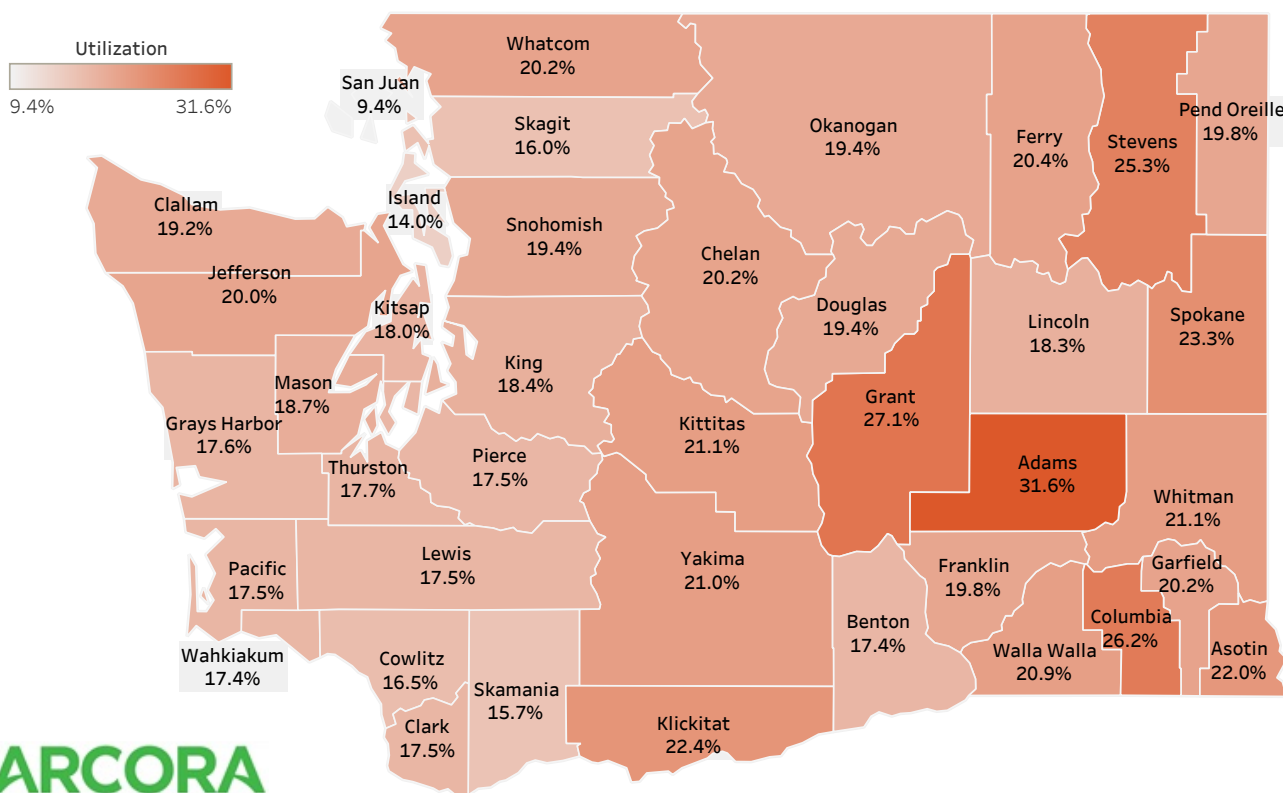 Utilization
9.4%
31.6%
Whatcom
20.2%
San Juan
9.4%
Skagit
16.0%
Okanogan
19.4%
Ferry
20.4%
Stevens
25.3%
Pend Oreille
19.8%
Clallam
19.2%
Island
14.0%
Snohomish
19.4%
Chelan
20.2%
Jefferson
20.0%
Kitsap
18.0%
Douglas
19.4%
Lincoln
18.3%
Spokane
23.3%
King
18.4%
Mason
18.7%
Grant
27.1%
Grays Harbor
17.6%
Kittitas
21.1%
Thurston
17.7%
Pierce
17.5%
Adams
31.6%
Whitman
21.1%
Pacific
17.5%
Lewis
17.5%
Yakima
21.0%
Franklin
19.8%
Garfield
20.2%
Benton
17.4%
Columbia
26.2%
Walla Walla
20.9%
Asotin
22.0%
Wahkiakum
17.4%
Cowlitz
16.5%
Skamania
15.7%
Clark
17.5%
Klickitat
22.4%
ARCORA